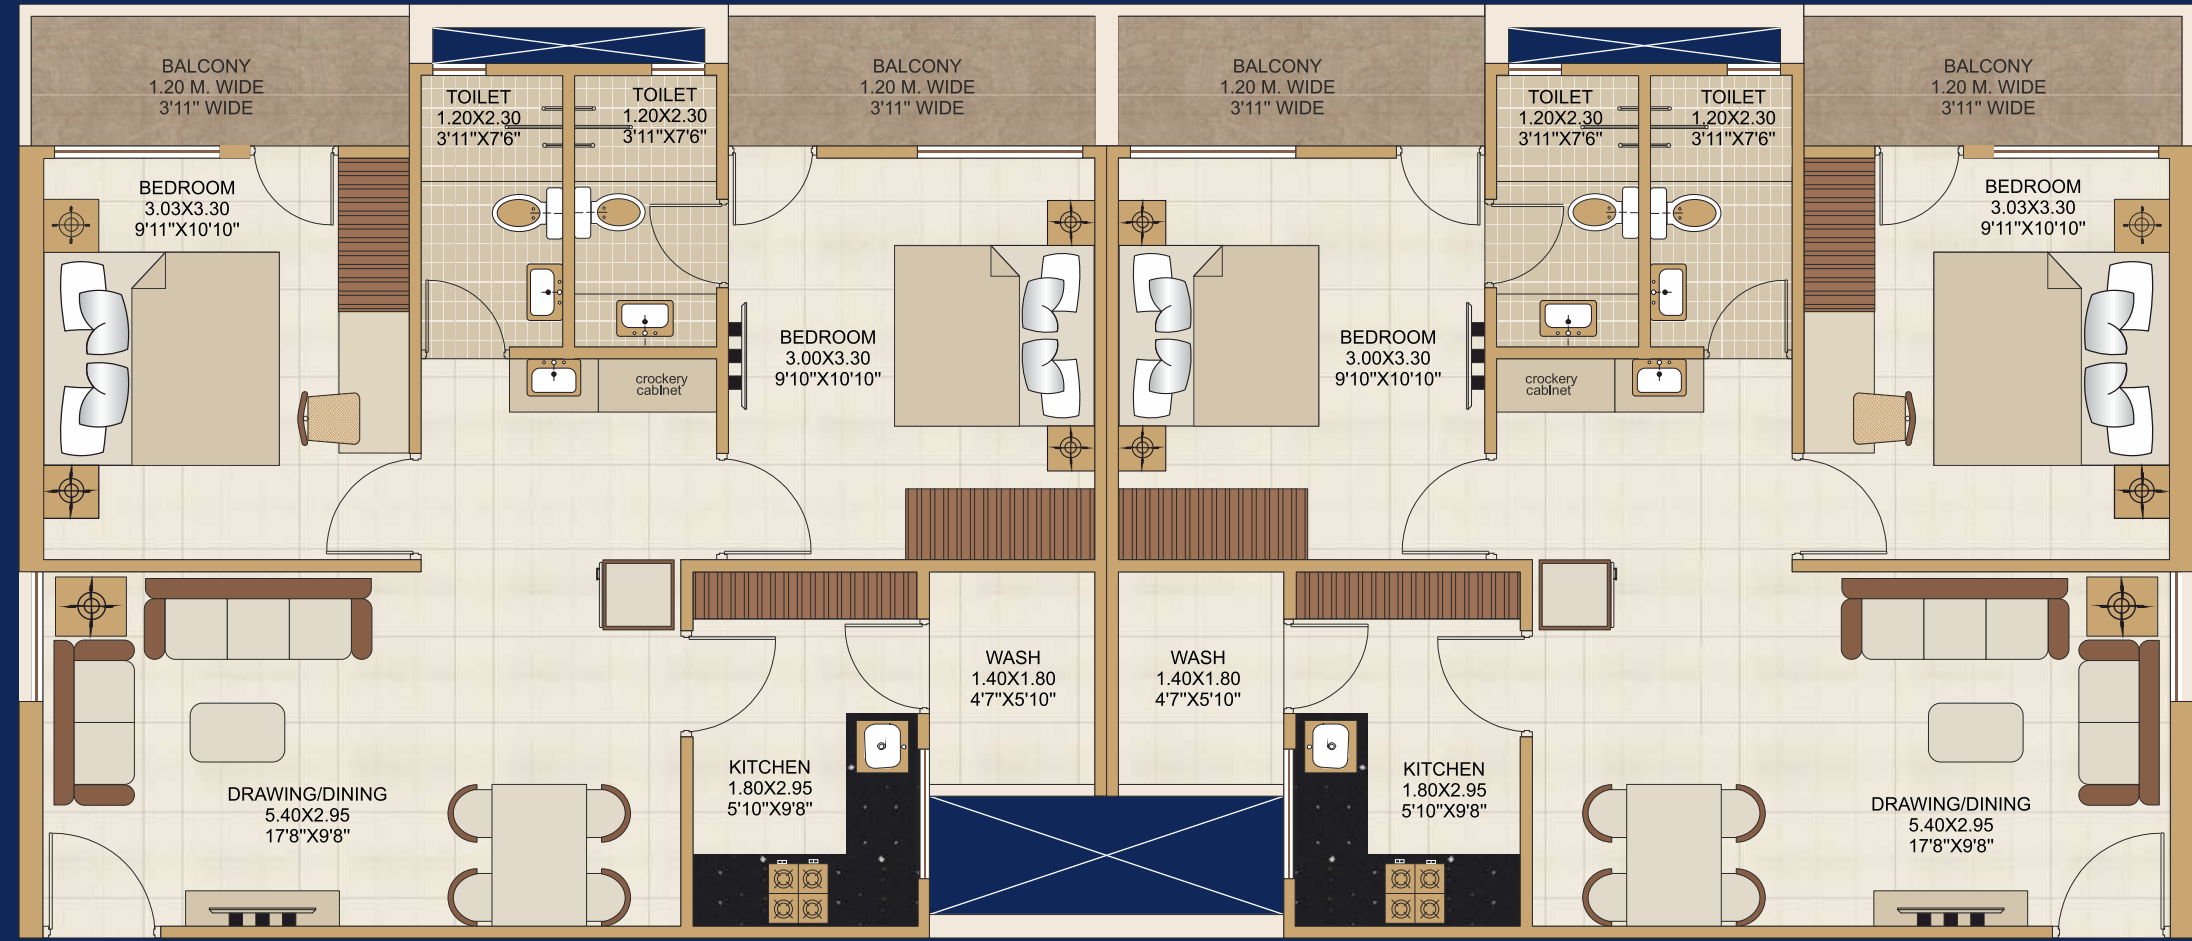 BALCONY
1.20 M. WIDE
3'11" WIDE
TOILET
1.20X2.30
3'11"X7'6"
TOILET
1.20X2.30
3'11"X7'6"
BALCONY
1.20 M. WIDE
3'11" WIDE
BALCONY
1.20 M. WIDE
3'11" WIDE
TOILET
1.20X2.30
3'11"X7'6"
TOILET
1.20X2.30
3'11"X7'6"
BALCONY
1.20 M. WIDE
3'11" WIDE
BEDROOM
3.03X3.30
9'11"X10'10"
BEDROOM
3.03X3.30
9'11"X10'10"
crockery
cabinet
BEDROOM
3.00X3.30
9'10"X10'10"
BEDROOM
3.00X3.30
9'10"X10'10"
crockery
cabinet
WASH
1.40X1.80
4'7"X5'10"
WASH
1.40X1.80
4'7"X5'10"
DRAWING/DINING
5.40X2.95
17'8"X9'8"
KITCHEN
1.80X2.95
5'10"X9'8"
KITCHEN
1.80X2.95
5'10"X9'8"
DRAWING/DINING
5.40X2.95
17'8"X9'8"